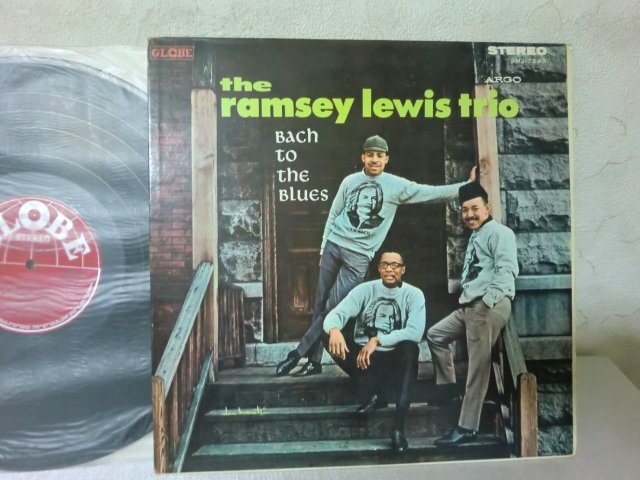 GLOBE
STEREO
GLOBE
STEREO
ARGO
the
ramsey lewis trio
BACH
TO
THE
BLUES